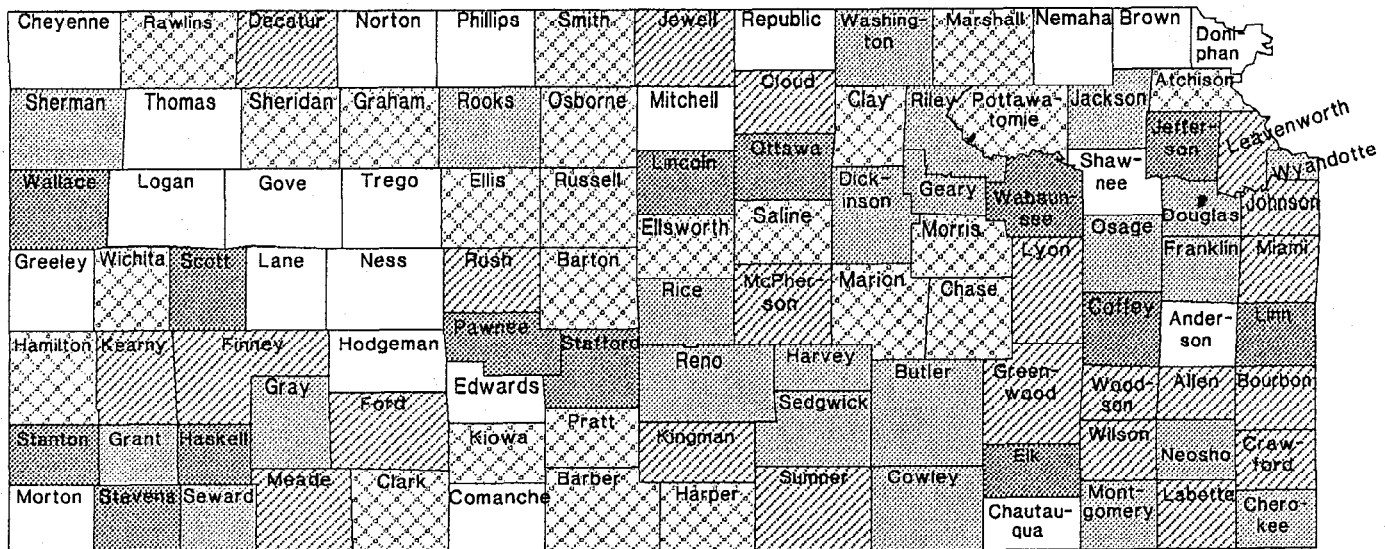 Cheyenne Rawlins Decatur Norton Phillips Smith Jewell Republic Washing-
ton Marshall Nemaha Brown Doni-
phan
Sherman Thomas Sheridan Graham Rooks Osborne Mitchell Cloud Clay Riley Pottawa-
tomie Jackson Atchison
Jeffer-
son Leavenworth
Wyandotte
Wallace Logan Gove Trego Ellis Russell Lincoln Ottawa Dick-
inson Geary Wabaun-
see Shaw-
nee Douglas Johnson
Ellsworth Saline Morris Osage
Greeley Wichita Scott Lane Ness Rush Barton Rice McPher-
son Marion Chase Lyon Franklin Miami
Coffey Ander-
son Linn
Hamilton Kearny Finney Hodgeman Pawnee Stafford Reno Harvey Butler Green-
wood Wood-
son Allen Bourbon
Gray Ford Edwards Sedgwick
Stanton Grant Haskell Kiowa Pratt Kingman Elk Wilson Neosho Craw-
ford
Morton Stevens Seward Meade Clark Comanche Barber Harper Sumner Cowley Chautau-
qua Mont-
gomery Labette Chero-
kee